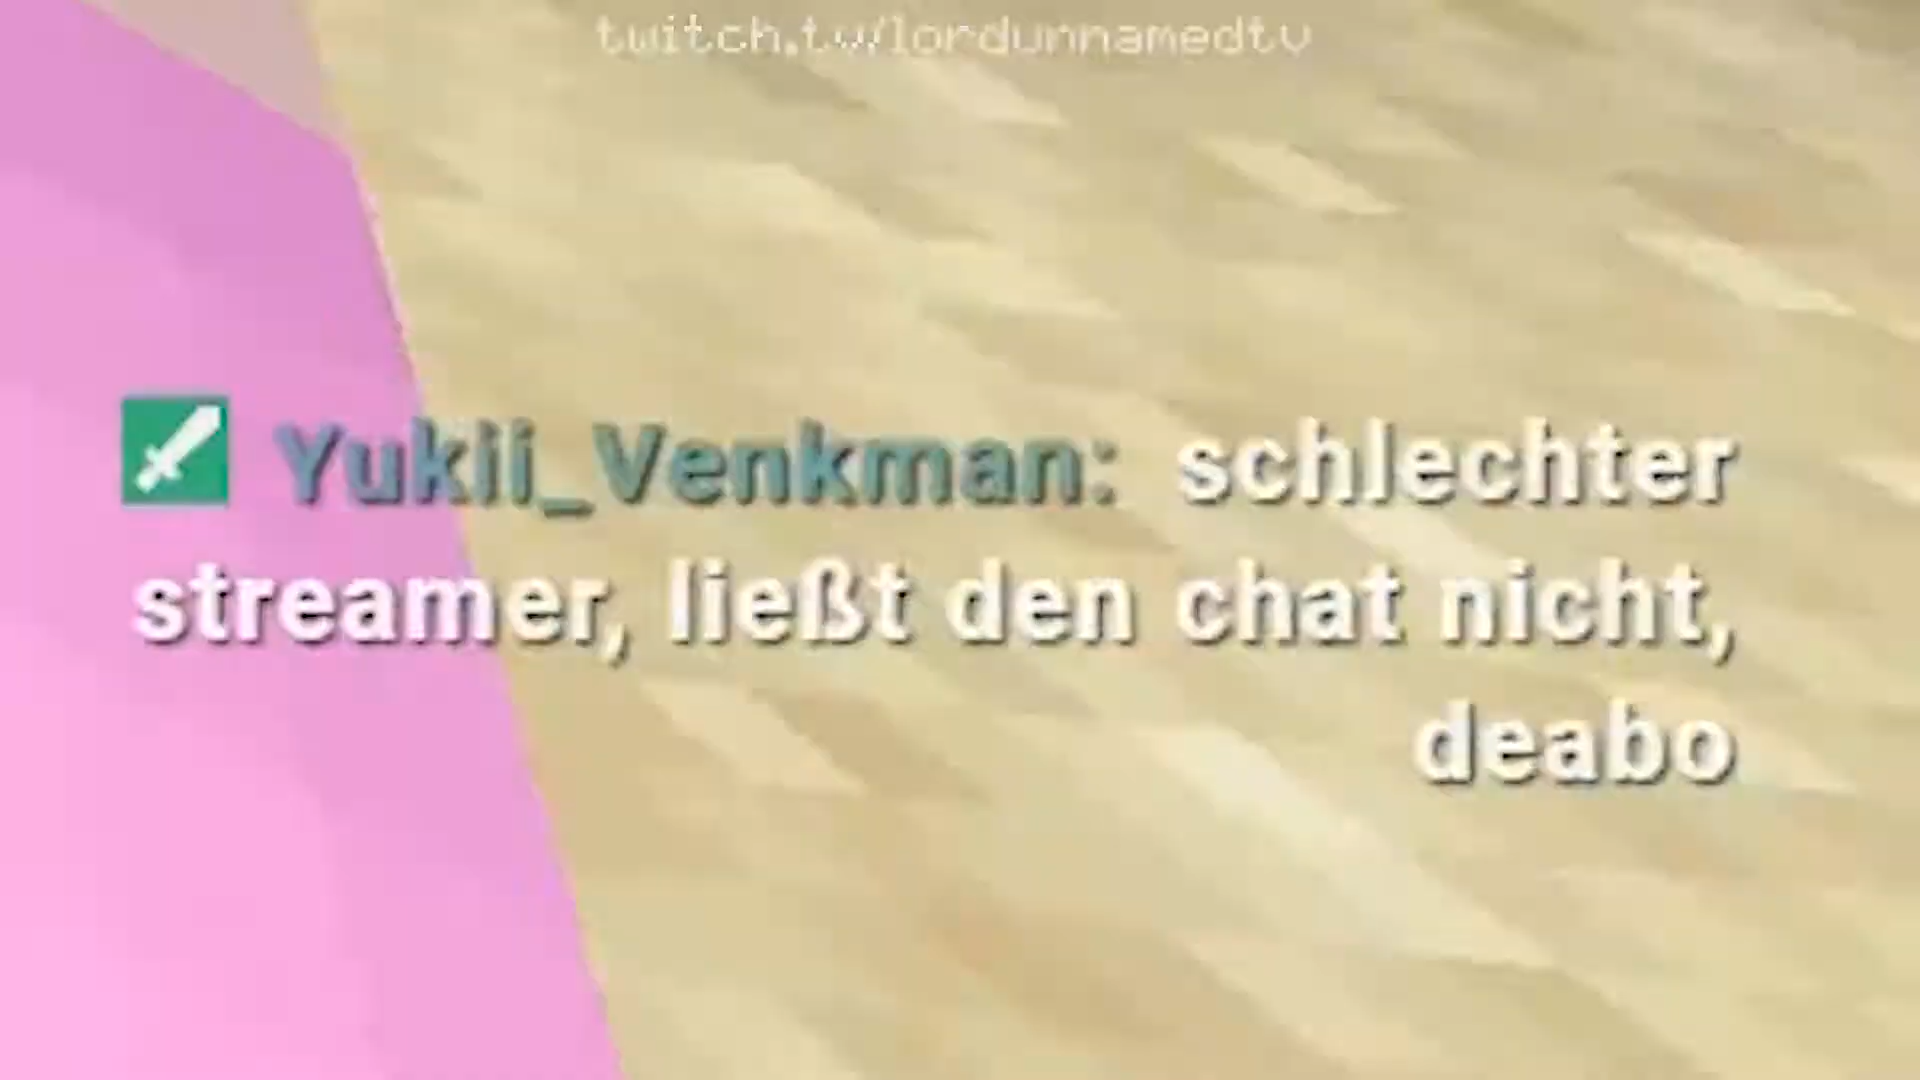 twitch.tv/lordunnamedtv
Yukii_Venkman: schlechter
streamer, ließt den chat nicht,
deabo